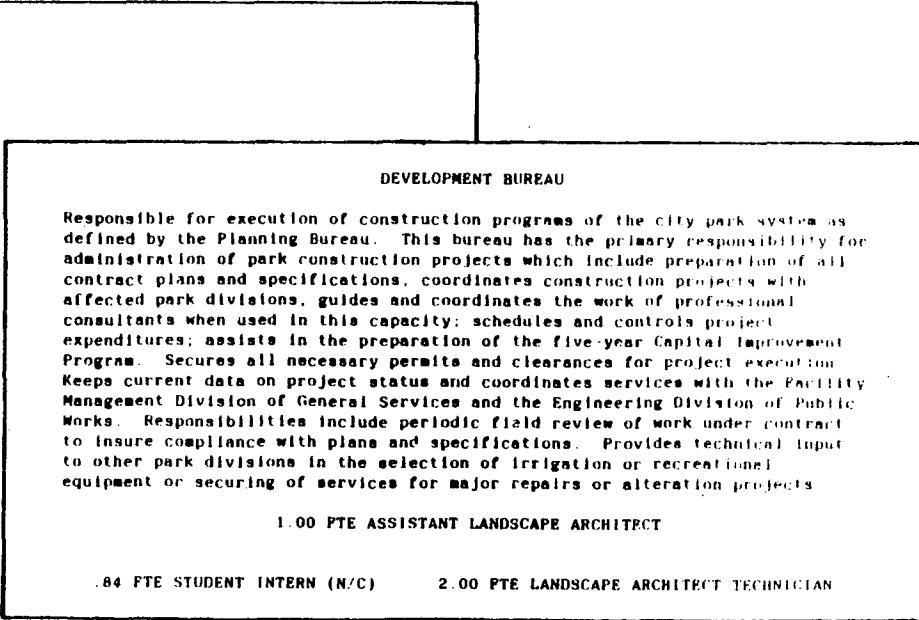 DEVELOPMENT BUREAU
Responsible for execution of construction programs of the city park system as
defined by the Planning Bureau. This bureau has the primary responsibility for
administration of park construction projects which include preparation of all
contract plans and specifications, coordinates construction projects with
affected park divisions, guides and coordinates the work of professional
consultants when used in this capacity; schedules and controls project
expenditures; assists in the preparation of the five-year Capital Improvement
Program. Secures all necessary permits and clearances for project execution
Keeps current data on project status and coordinates services with the Facility
Management Division of General Services and the Engineering Division of Public
Works. Responsibilities include periodic field review of work under contract
to insure compliance with plans and specifications. Provides technical input
to other park divisions in the selection of irrigation or recreational
equipment or securing of services for major repairs or alteration projects
1.00 FTE ASSISTANT LANDSCAPE ARCHITECT
.84 FTE STUDENT INTERN (N/C) 2.00 FTE LANDSCAPE ARCHITECT TECHNICIAN